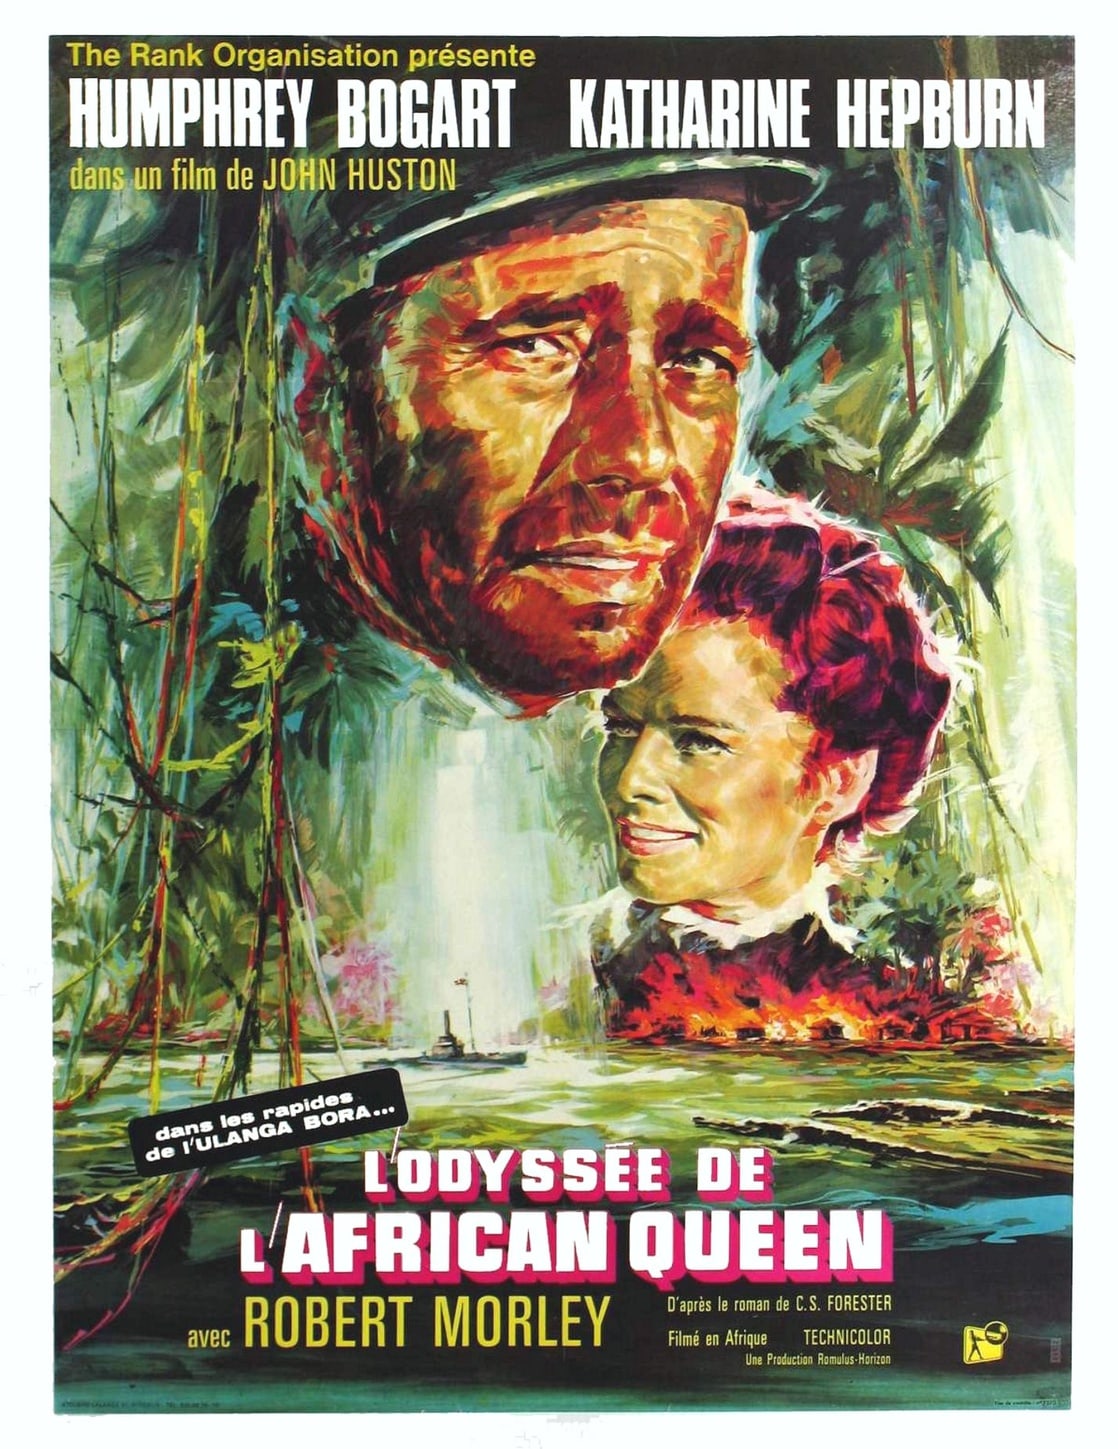 The Rank Organisation présente
HUMPHREY BOGART KATHARINE HEPBURN
dans un film de JOHN HUSTON
dans les rapides
de l'ULANGA BORA...
L'ODYSSÉE DE
L'AFRICAN QUEEN
avec ROBERT MORLEY
D'après le roman de C.S. FORESTER
Filmé en Afrique TECHNICOLOR
Une Production Romulus-Horizon